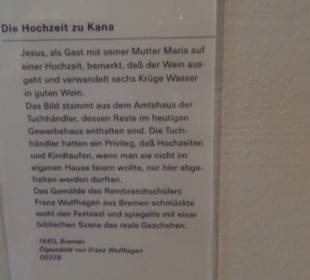 Die Hochzeit zu Kana
Jesus, als Gast mit seiner Mutter Maria auf
einer Hochzeit, bemerkt, daß der Wein aus-
geht und verwandelt sechs Krüge Wasser
in guten Wein.
Das Bild stammt aus dem Amtshaus der
Tuchhändler, dessen Reste im heutigen
Gewerbehaus enthalten sind. Die Tuch-
händler hatten ein Privileg, daß Hochzeiten
und Kindtaufen, wenn man sie nicht im
eigenen Hause feiern wollte, nur hier abge-
halten werden durften.
Des Gemälde des Rembrandtschülers
Franz Wulfhagen aus Bremen schmückte
wohl den Festsaal und spiegelte mit einer
biblischen Szene das reale Geschehen.
1660, Bremen
Ölgemälde von Franz Wulfhagen
00278